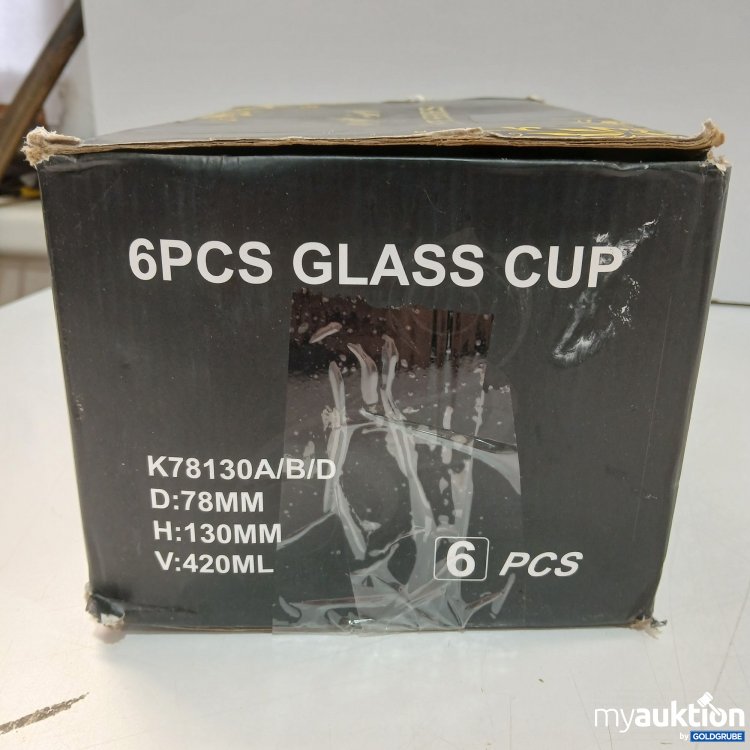 6PCS GLASS CUP
K78130A/B/D
D:78MM
H:130MM
V:420ML
6 PCS
myauktion
by GOLDGRUBE